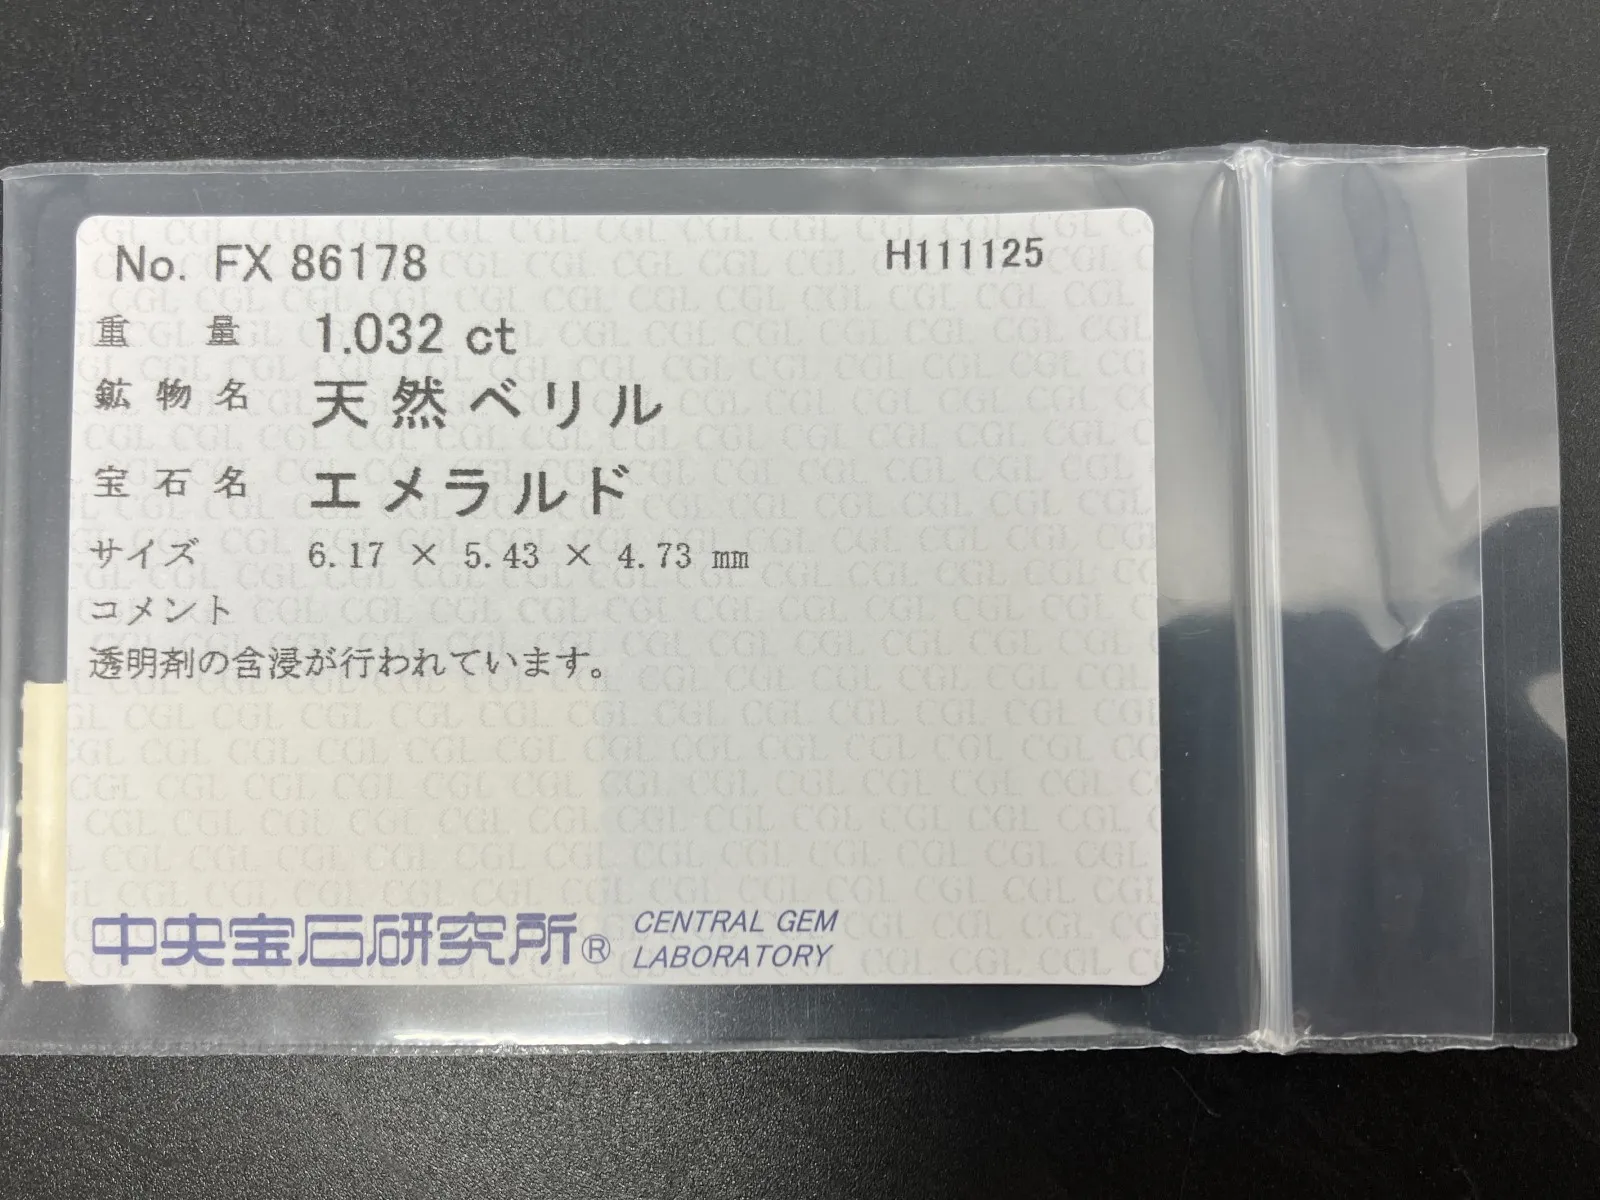 No. FX 86178 H111125
重量 1.032 ct
鉱物名 天然ベリル
宝石名 エメラルド
サイズ 6.17 × 5.43 × 4.73 mm
コメント
透明剤の含浸が行われています。
中央宝石研究所® CENTRAL GEM
LABORATORY